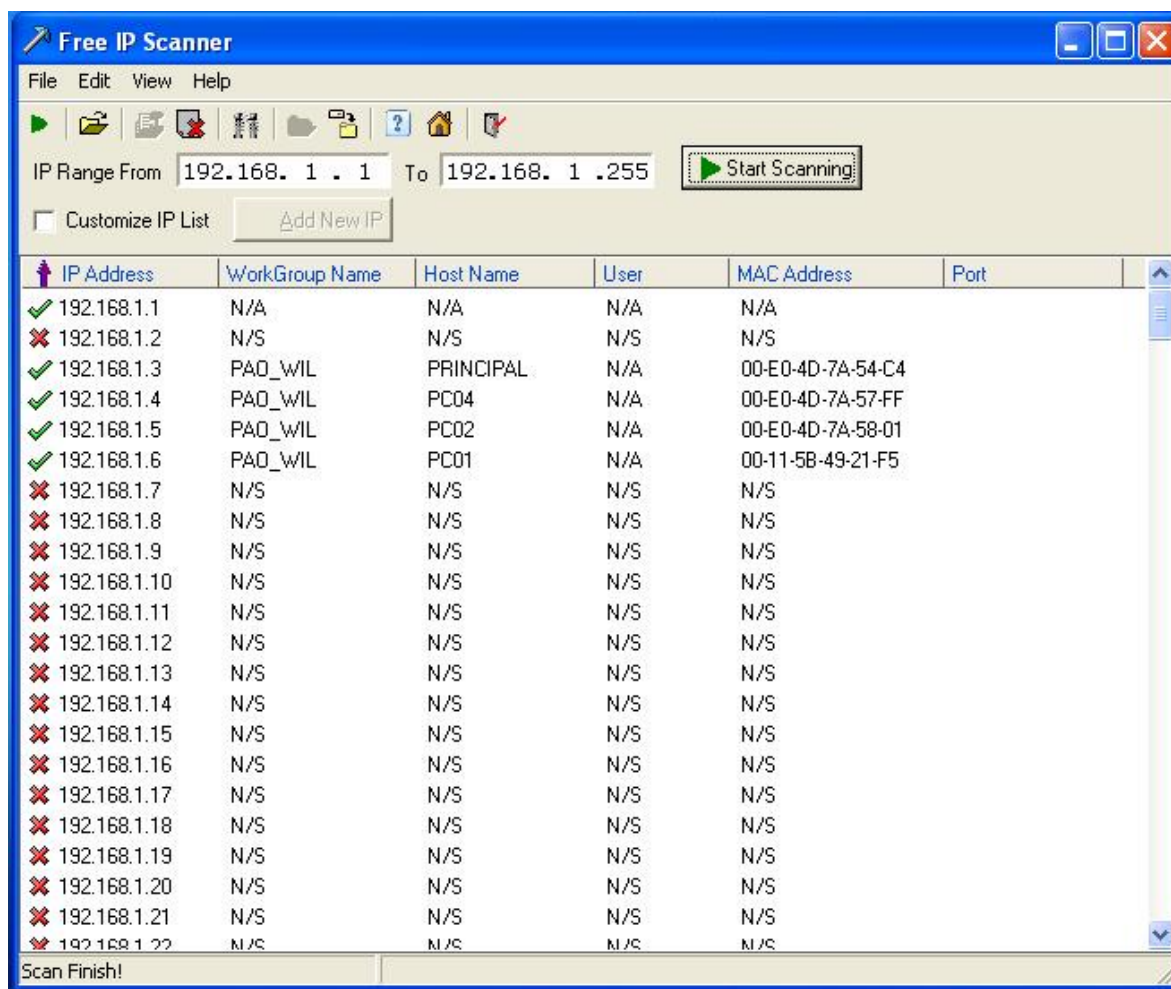 Free IP Scanner
File Edit View Help
IP Range From 192.168. 1 . 1 To 192.168. 1 .255 Start Scanning
Customize IP List Add New IP
IP Address WorkGroup Name Host Name User MAC Address Port
192.168.1.1 N/A N/A N/A N/A
192.168.1.2 N/S N/S N/S N/S
192.168.1.3 PAO_WIL PRINCIPAL N/A 00-E0-4D-7A-54-C4
192.168.1.4 PAO_WIL PC04 N/A 00-E0-4D-7A-57-FF
192.168.1.5 PAO_WIL PC02 N/A 00-E0-4D-7A-58-01
192.168.1.6 PAO_WIL PC01 N/A 00-11-5B-49-21-F5
192.168.1.7 N/S N/S N/S N/S
192.168.1.8 N/S N/S N/S N/S
192.168.1.9 N/S N/S N/S N/S
192.168.1.10 N/S N/S N/S N/S
192.168.1.11 N/S N/S N/S N/S
192.168.1.12 N/S N/S N/S N/S
192.168.1.13 N/S N/S N/S N/S
192.168.1.14 N/S N/S N/S N/S
192.168.1.15 N/S N/S N/S N/S
192.168.1.16 N/S N/S N/S N/S
192.168.1.17 N/S N/S N/S N/S
192.168.1.18 N/S N/S N/S N/S
192.168.1.19 N/S N/S N/S N/S
192.168.1.20 N/S N/S N/S N/S
192.168.1.21 N/S N/S N/S N/S
192.168.1.22 N/S N/S N/S N/S
Scan Finish!